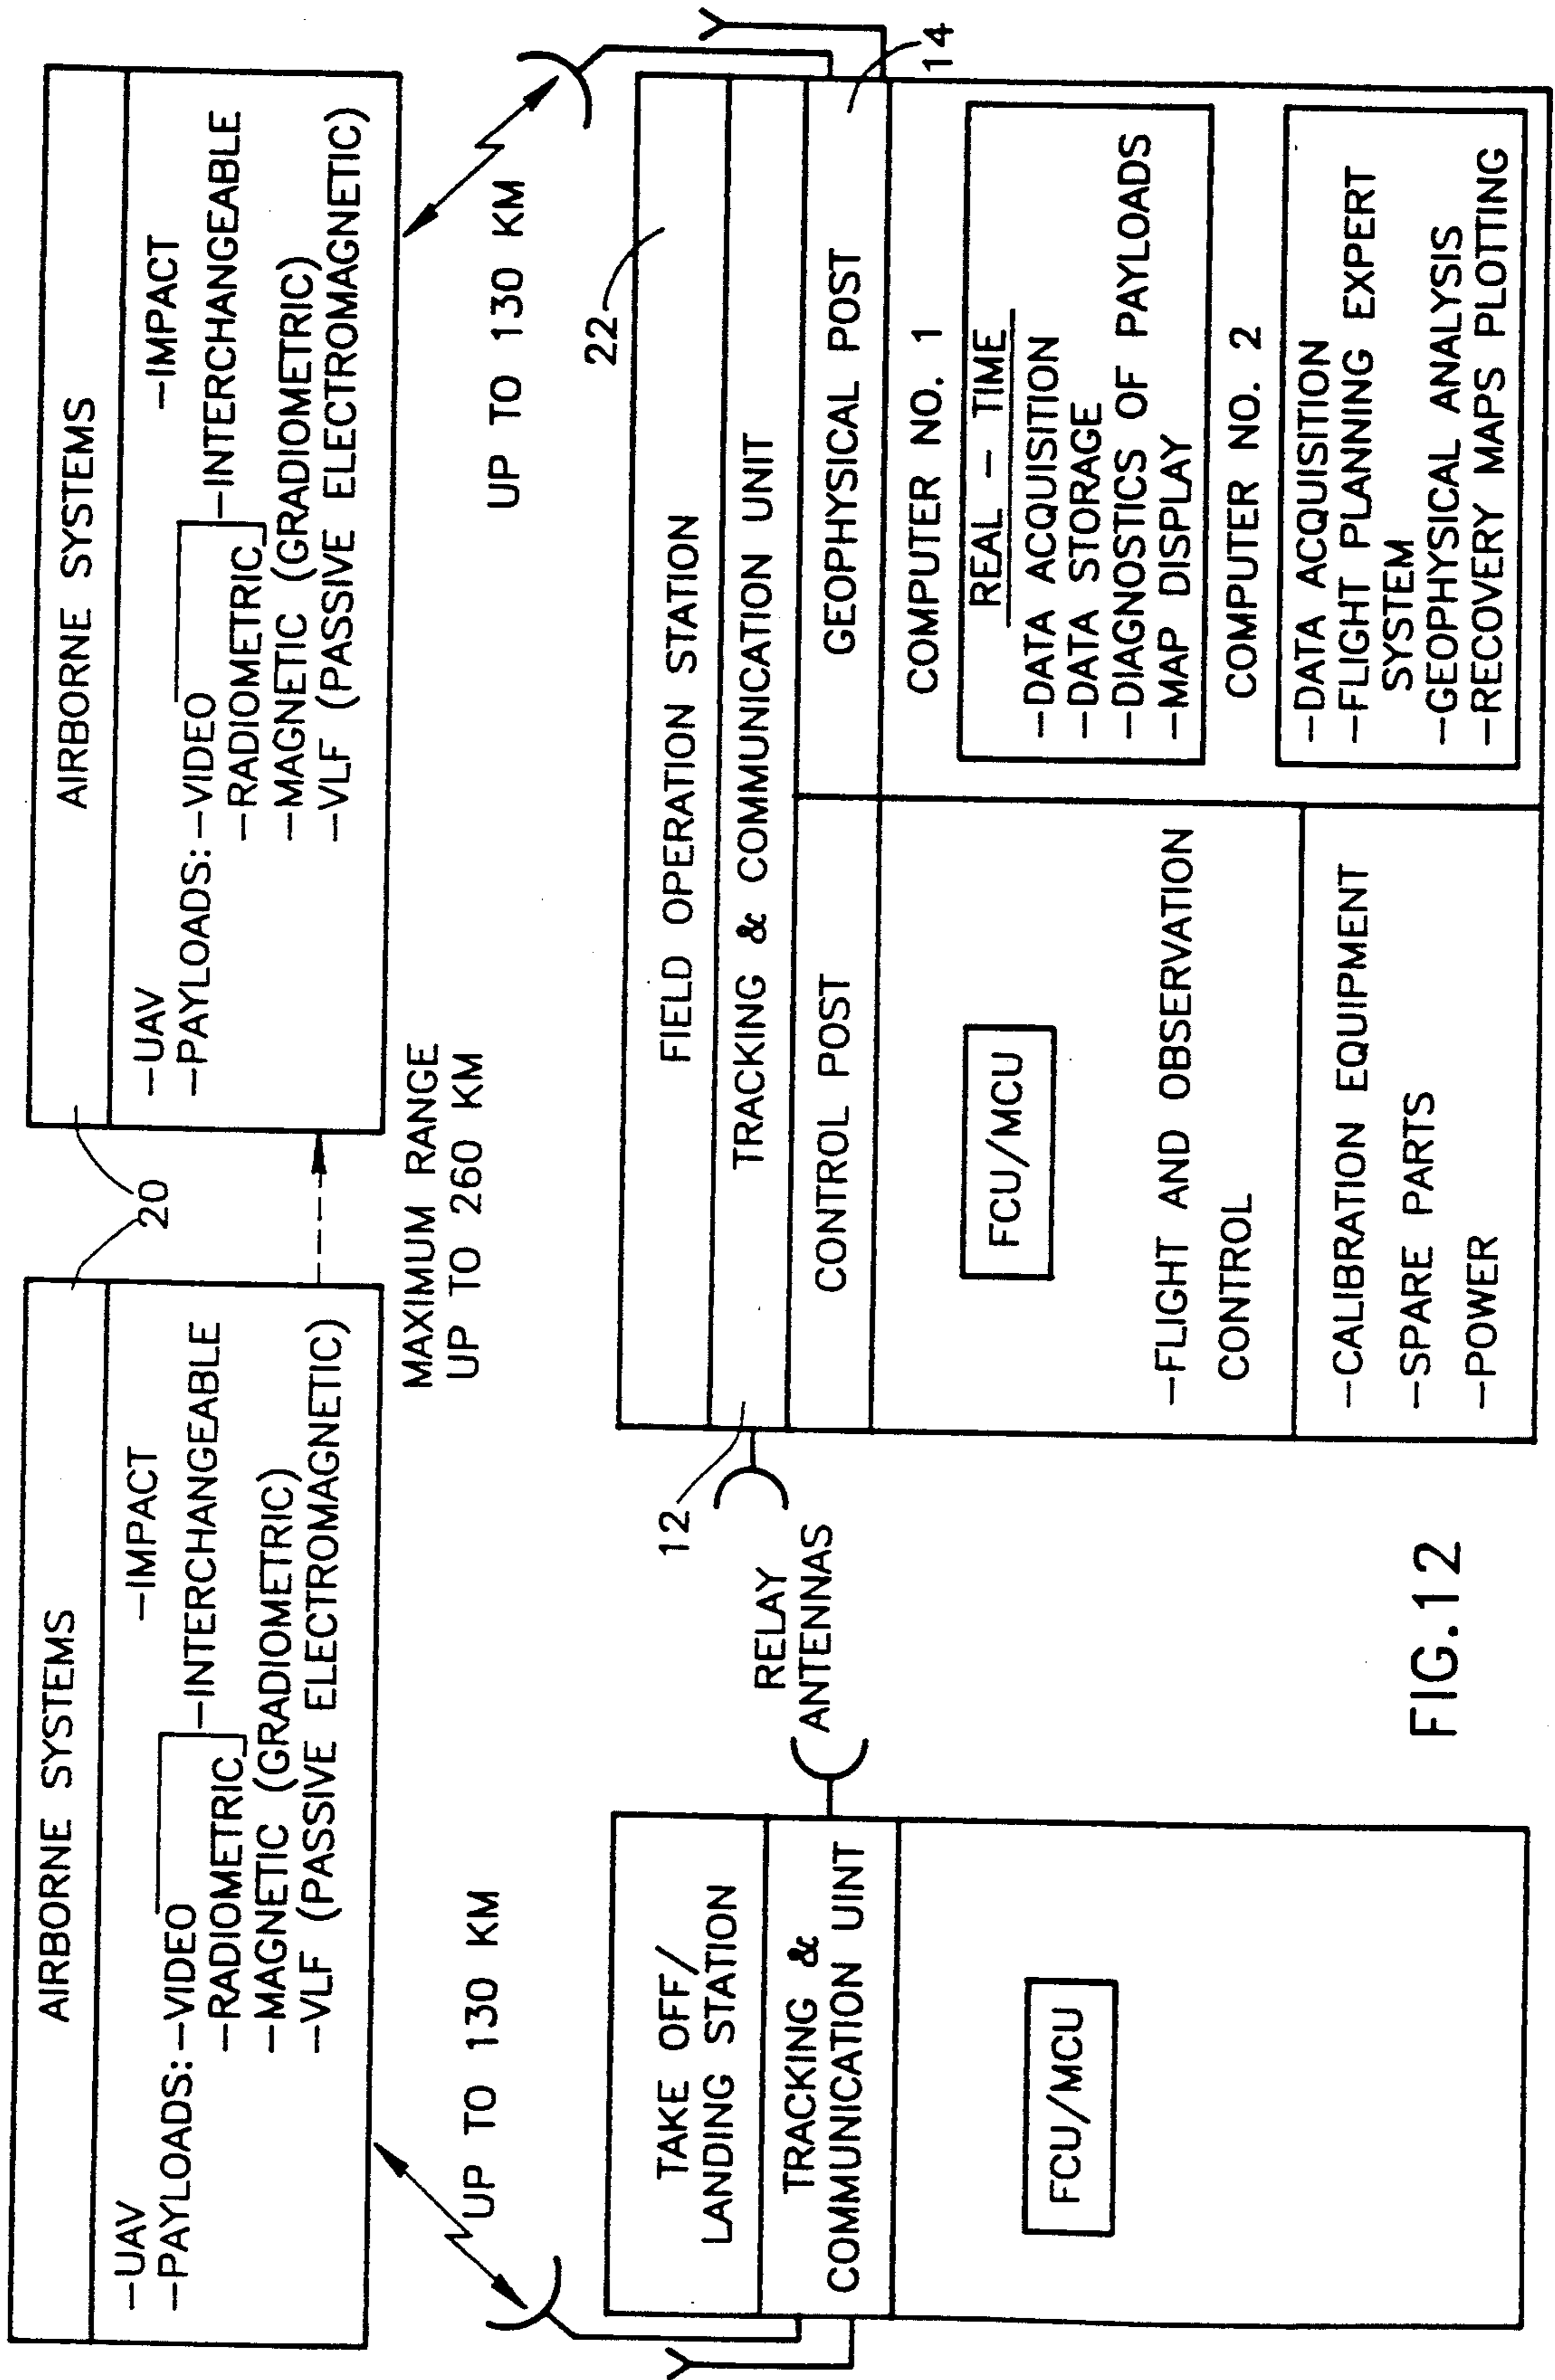 AIRBORNE SYSTEMS
-UAV
-IMPACT
-PAYLOADS:-VIDEO
-INTERCHANGEABLE
-RADIOMETRIC
-MAGNETIC (GRADIOMETRIC)
-VLF (PASSIVE ELECTROMAGNETIC)
20
AIRBORNE SYSTEMS
-UAV
-IMPACT
-PAYLOADS:-VIDEO
-INTERCHANGEABLE
-RADIOMETRIC
-MAGNETIC (GRADIOMETRIC)
-VLF (PASSIVE ELECTROMAGNETIC)
UP TO 130 KM
MAXIMUM RANGE
UP TO 260 KM
UP TO 130 KM
TAKE OFF/
LANDING STATION
TRACKING &
COMMUNICATION UINT
FCU/MCU
RELAY
ANTENNAS
12
22
FIELD OPERATION STATION
TRACKING & COMMUNICATION UNIT
CONTROL POST
FCU/MCU
-FLIGHT AND OBSERVATION
CONTROL
-CALIBRATION EQUIPMENT
-SPARE PARTS
-POWER
GEOPHYSICAL POST
14
COMPUTER NO. 1
REAL - TIME
-DATA ACQUISITION
-DATA STORAGE
-DIAGNOSTICS OF PAYLOADS
-MAP DISPLAY
COMPUTER NO. 2
-DATA ACQUISITION
-FLIGHT PLANNING EXPERT
SYSTEM
-GEOPHYSICAL ANALYSIS
-RECOVERY MAPS PLOTTING
FIG.12